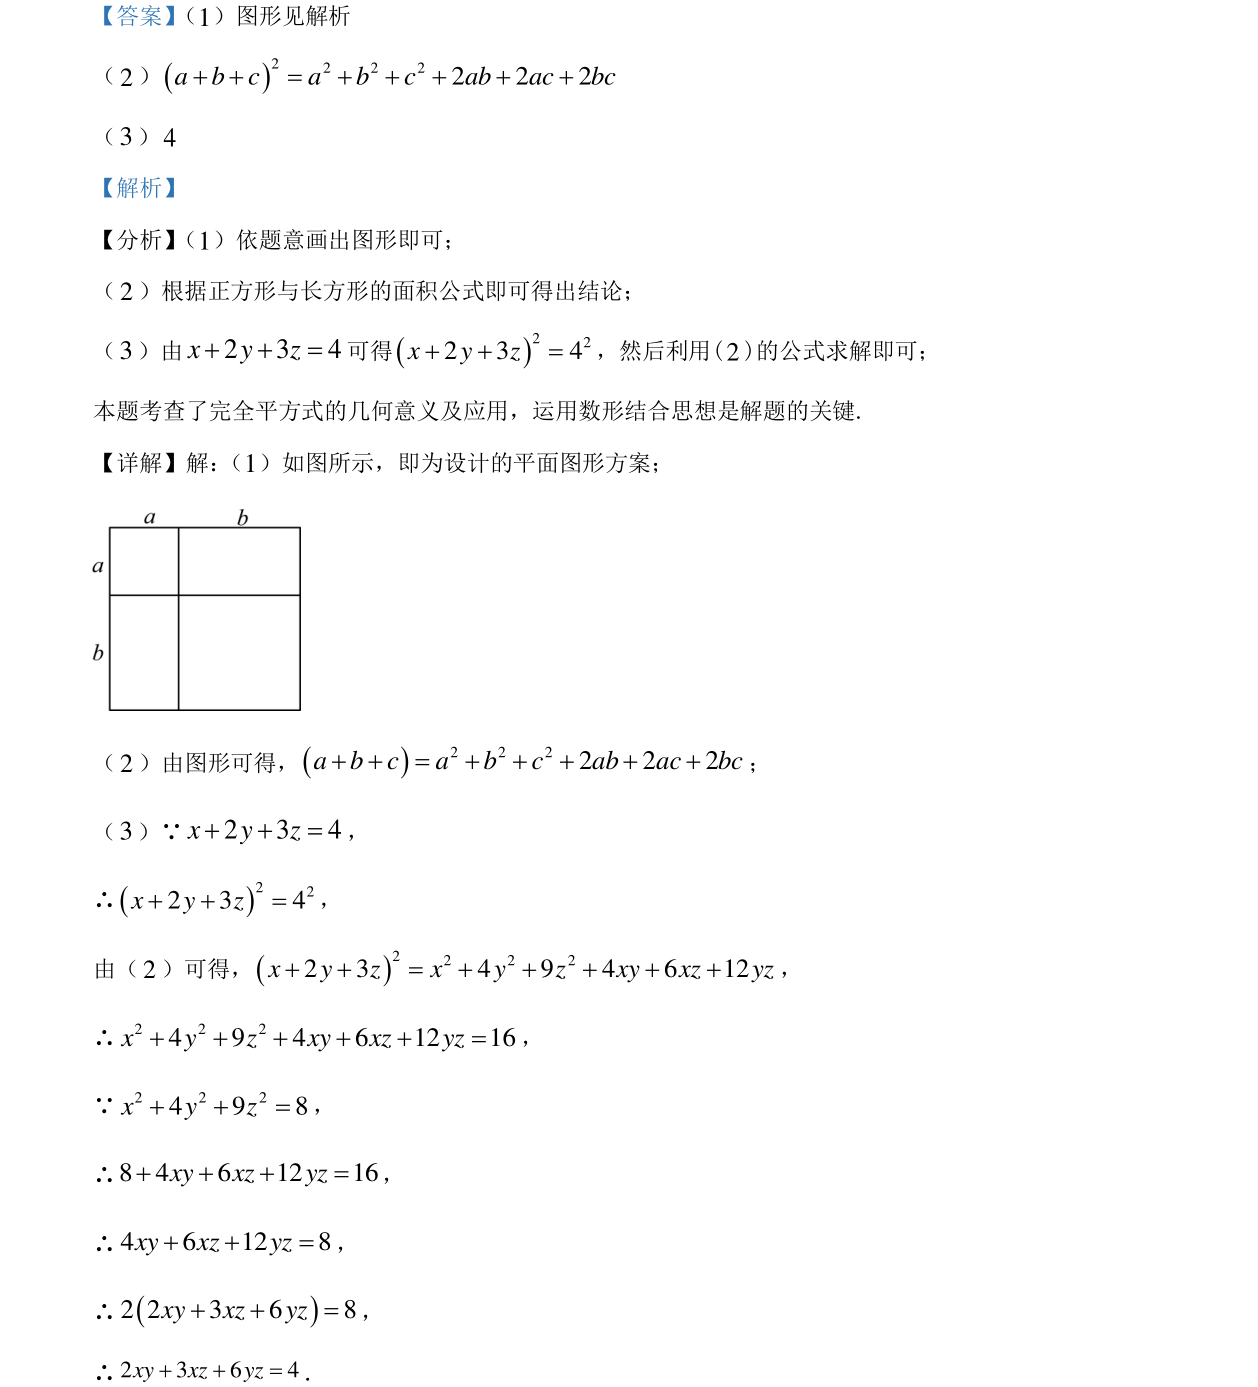 【答案】（1）图形见解析
（2）(a+b+c)²=a²+b²+c²+2ab+2ac+2bc
（3）4
【解析】
【分析】（1）依题意画出图形即可；
（2）根据正方形与长方形的面积公式即可得出结论；
（3）由x+2y+3z=4可得(x+2y+3z)²=4²，然后利用（2）的公式求解即可；
本题考查了完全平方式的几何意义及应用，运用数形结合思想是解题的关键.
【详解】解：（1）如图所示，即为设计的平面图形方案；
a b
a
b
（2）由图形可得，(a+b+c)=a²+b²+c²+2ab+2ac+2bc；
（3）∵x+2y+3z=4，
∴(x+2y+3z)²=4²，
由（2）可得，(x+2y+3z)²=x²+4y²+9z²+4xy+6xz+12yz，
∴x²+4y²+9z²+4xy+6xz+12yz=16，
∵x²+4y²+9z²=8，
∴8+4xy+6xz+12yz=16，
∴4xy+6xz+12yz=8，
∴2(2xy+3xz+6yz)=8，
∴2xy+3xz+6yz=4．